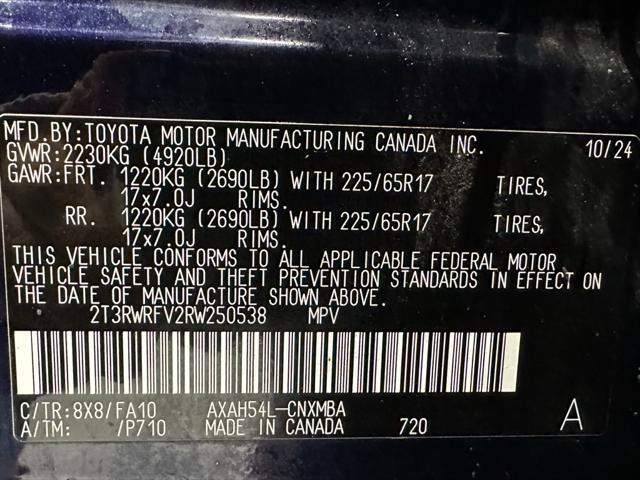 MFD.BY:TOYOTA MOTOR MANUFACTURING CANADA INC. 10/24
GVWR:2230KG (4920LB)
GAWR:FRT. 1220KG (2690LB) WITH 225/65R17 TIRES,
17x7.0J RIMS.
RR. 1220KG (2690LB) WITH 225/65R17 TIRES,
17x7.0J RIMS.
THIS VEHICLE CONFORMS TO ALL APPLICABLE FEDERAL MOTOR
VEHICLE SAFETY AND THEFT PREVENTION STANDARDS IN EFFECT ON
THE DATE OF MANUFACTURE SHOWN ABOVE.
2T3RWRFV2RW250538 MPV
C/TR:8X8/FA10 AXAH54L-CNXMBA A
A/TM: /P710 MADE IN CANADA 720